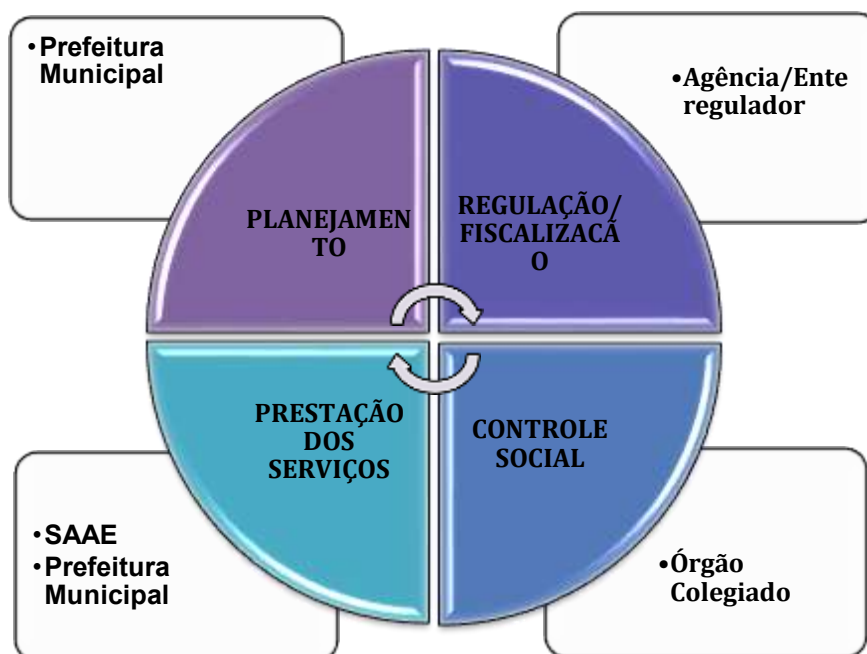 •Prefeitura
Municipal
•Agência/Ente
regulador
PLANEJAMEN
TO
REGULAÇÃO/
FISCALIZACÃ
O
PRESTAÇÃO
DOS
SERVIÇOS
CONTROLE
SOCIAL
•SAAE
•Prefeitura
Municipal
•Órgão
Colegiado